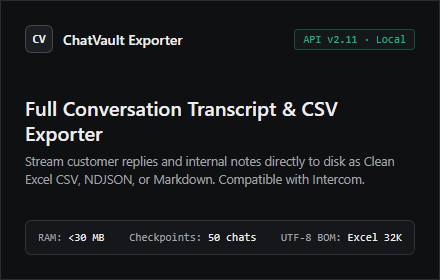 CV ChatVault Exporter API v2.11 · Local
Full Conversation Transcript & CSV
Exporter
Stream customer replies and internal notes directly to disk as Clean
Excel CSV, NDJSON, or Markdown. Compatible with Intercom.
RAM: <30 MB Checkpoints: 50 chats UTF-8 BOM: Excel 32K